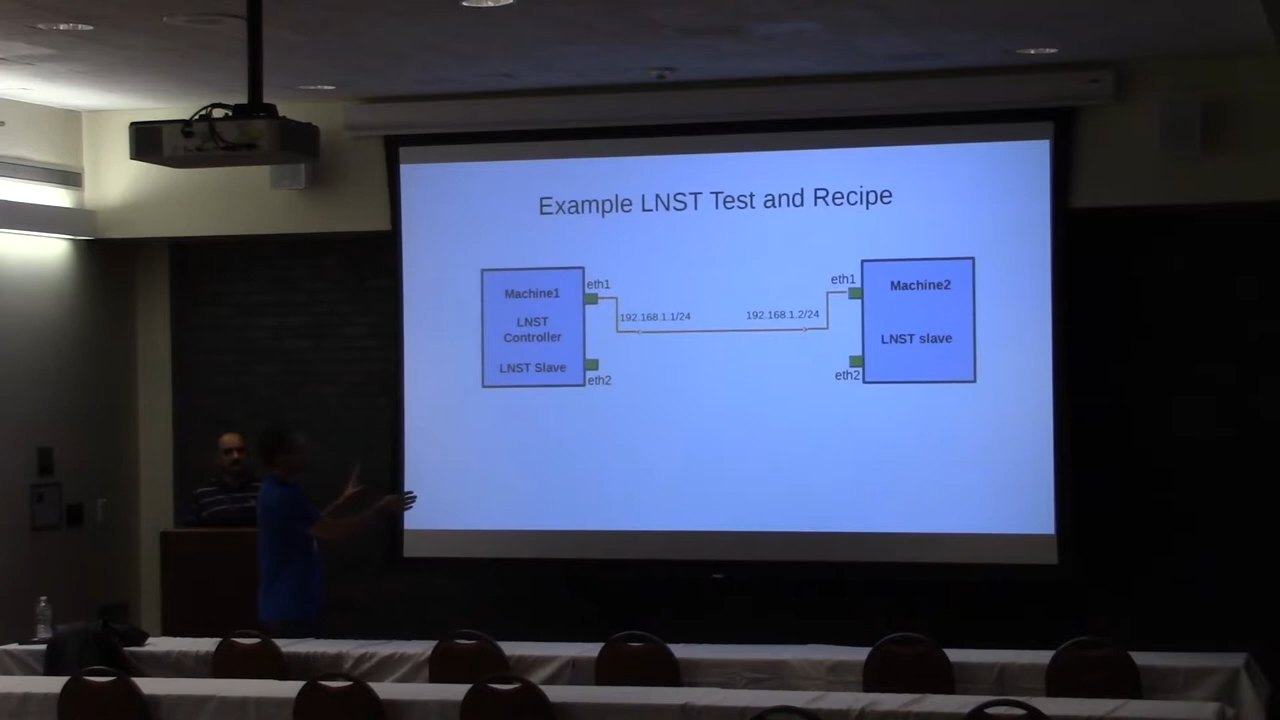 Example LNST Test and Recipe
eth1
Machine1
LNST
Controller
LNST Slave
eth2
192.168.1.1/24
192.168.1.2/24
eth1
Machine2
LNST slave
eth2